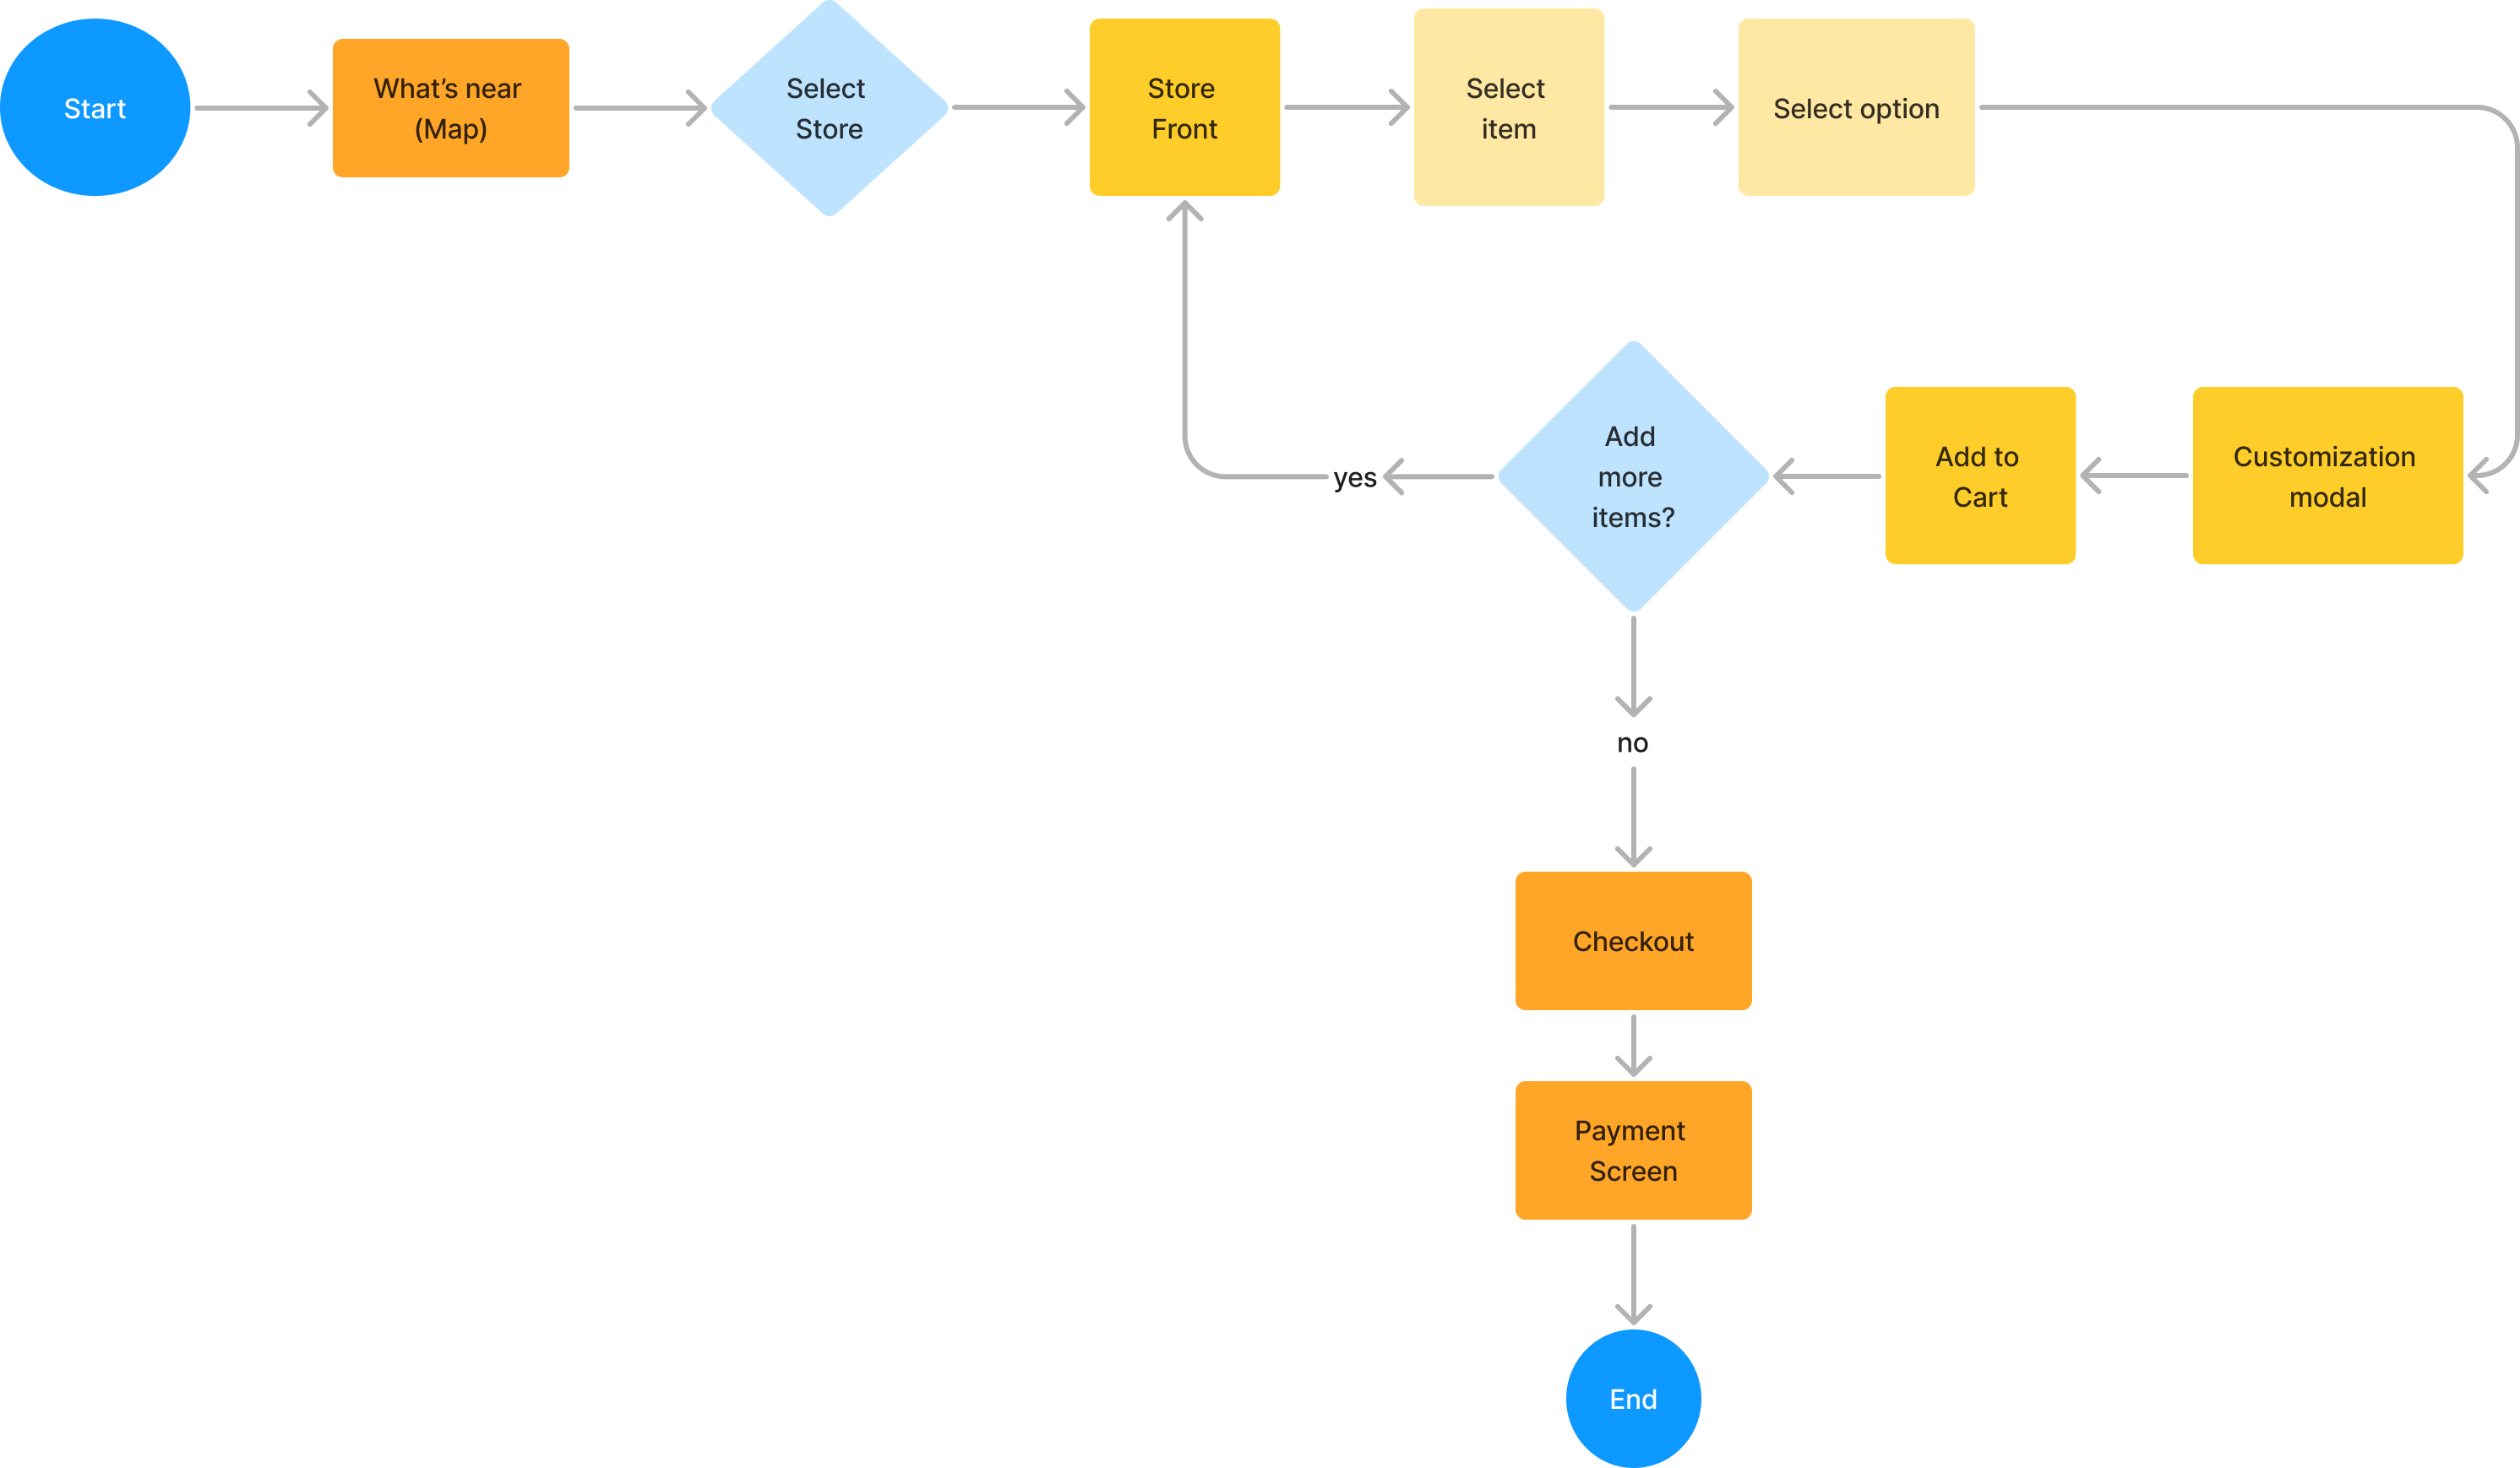 Start
What’s near
(Map)
Select
Store
Store
Front
Select
item
Select option
Customization
modal
Add to
Cart
Add
more
items?
yes
no
Checkout
Payment
Screen
End